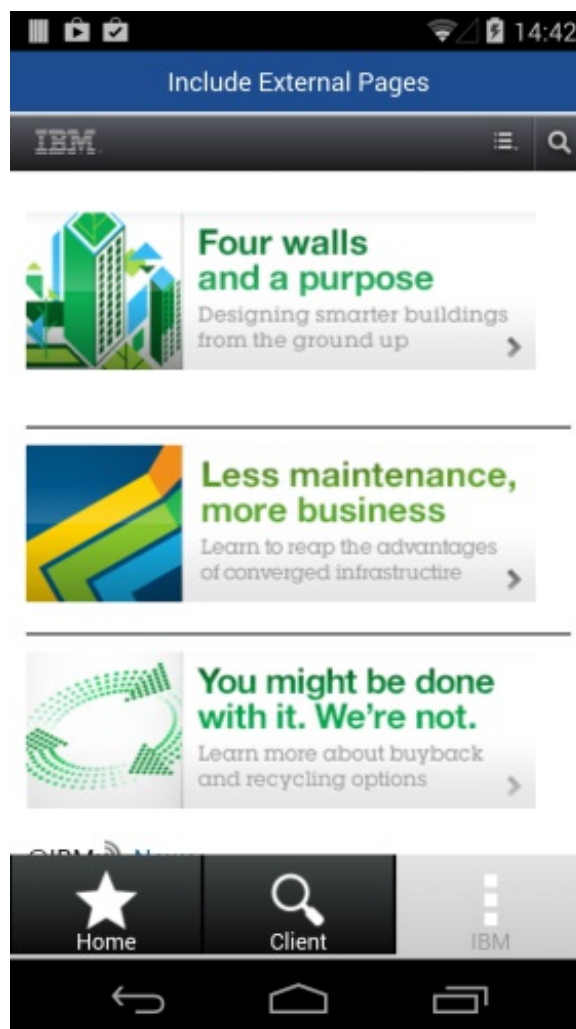 14:42
Include External Pages
IBM
Four walls
and a purpose
Designing smarter buildings
from the ground up
Less maintenance,
more business
Learn to reap the advantages
of converged infrastructire
You might be done
with it. We're not.
Learn more about buyback
and recycling options
Home
Client
IBM